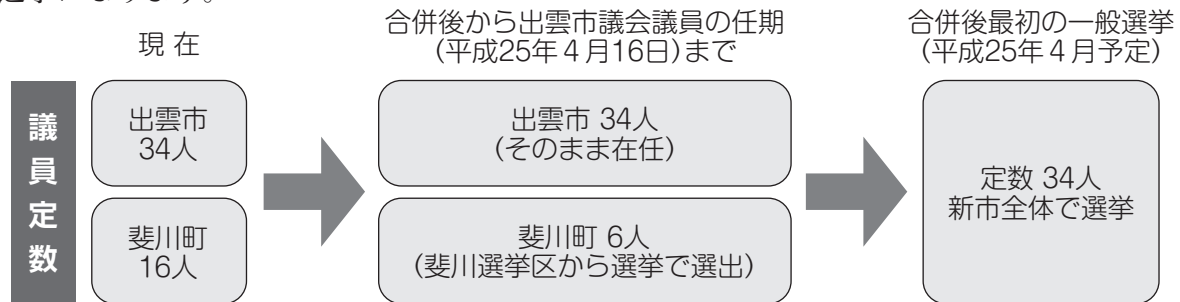 現 在
合併後から出雲市議会議員の任期
(平成25年4月16日)まで
合併後最初の一般選挙
(平成25年4月予定)
議員定数
出雲市
34人
出雲市 34人
(そのまま在任)
定数 34人
新市全体で選挙
斐川町
16人
斐川町 6人
(斐川選挙区から選挙で選出)